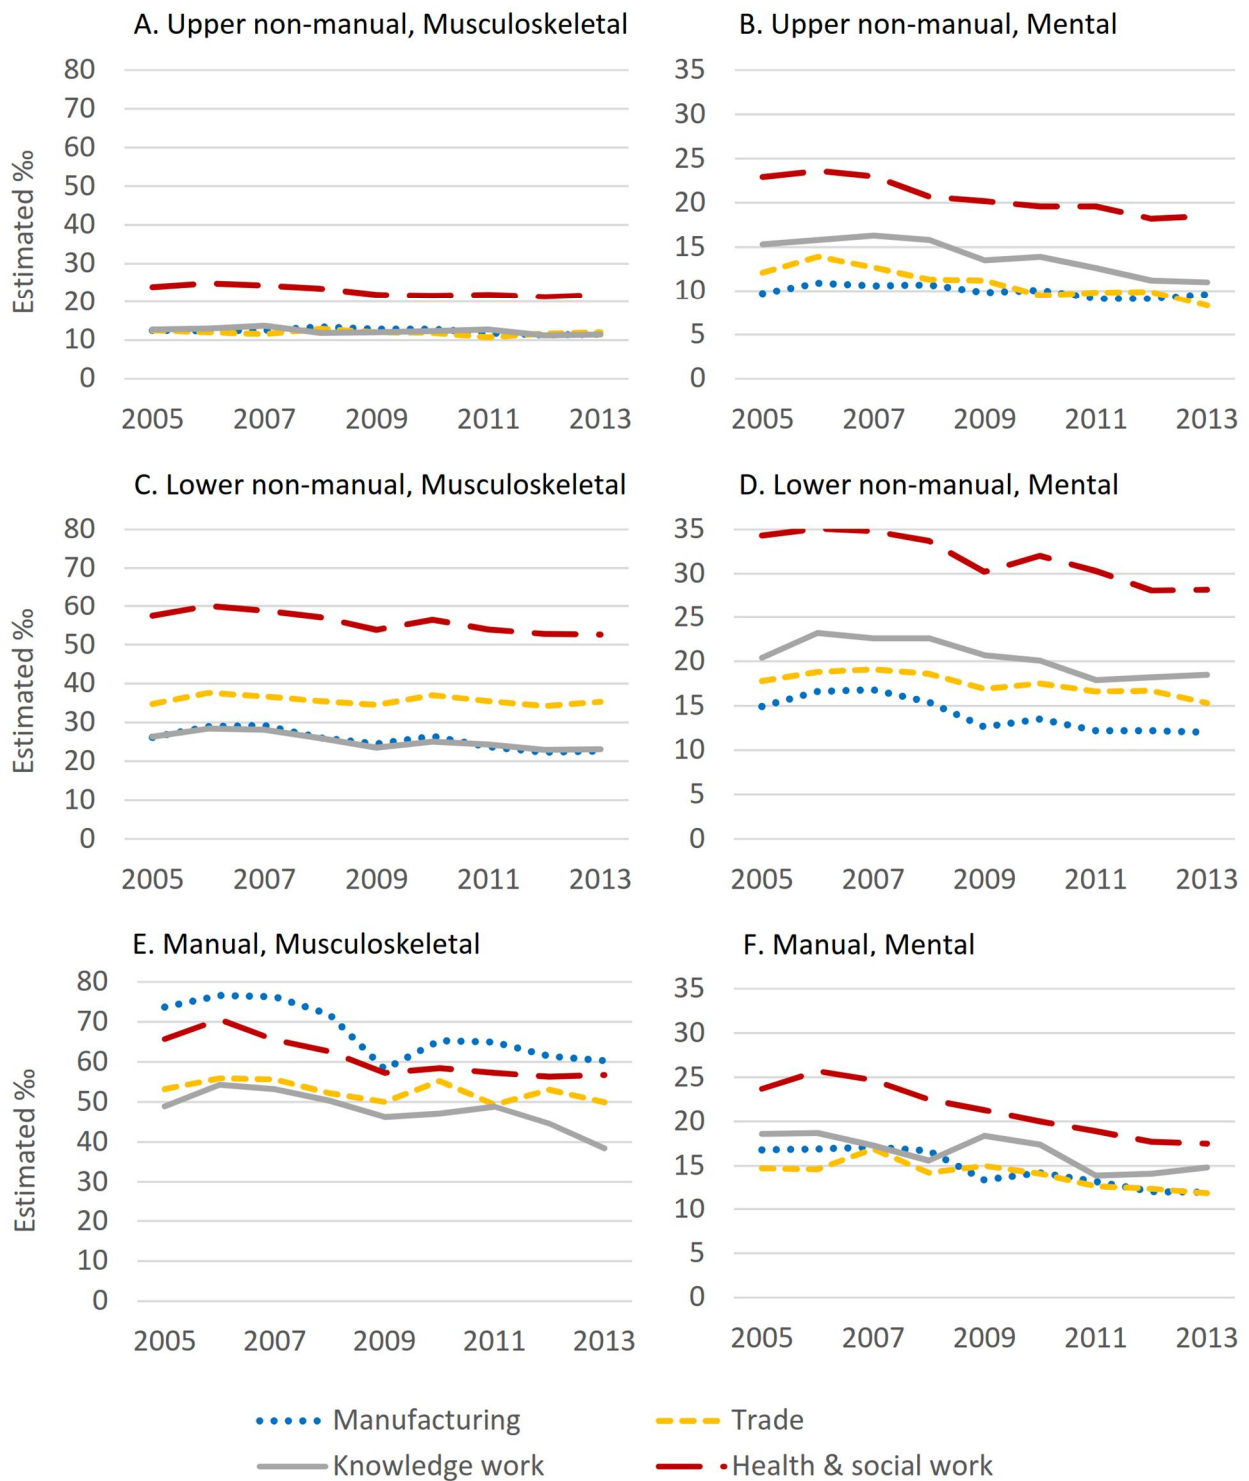 A. Upper non-manual, Musculoskeletal
Estimated ‰
80
70
60
50
40
30
20
10
0
2005 2007 2009 2011 2013
B. Upper non-manual, Mental
35
30
25
20
15
10
5
0
2005 2007 2009 2011 2013
C. Lower non-manual, Musculoskeletal
Estimated ‰
80
70
60
50
40
30
20
10
0
2005 2007 2009 2011 2013
D. Lower non-manual, Mental
35
30
25
20
15
10
5
0
2005 2007 2009 2011 2013
E. Manual, Musculoskeletal
Estimated ‰
80
70
60
50
40
30
20
10
0
2005 2007 2009 2011 2013
F. Manual, Mental
35
30
25
20
15
10
5
0
2005 2007 2009 2011 2013
Manufacturing
Trade
Knowledge work
Health & social work